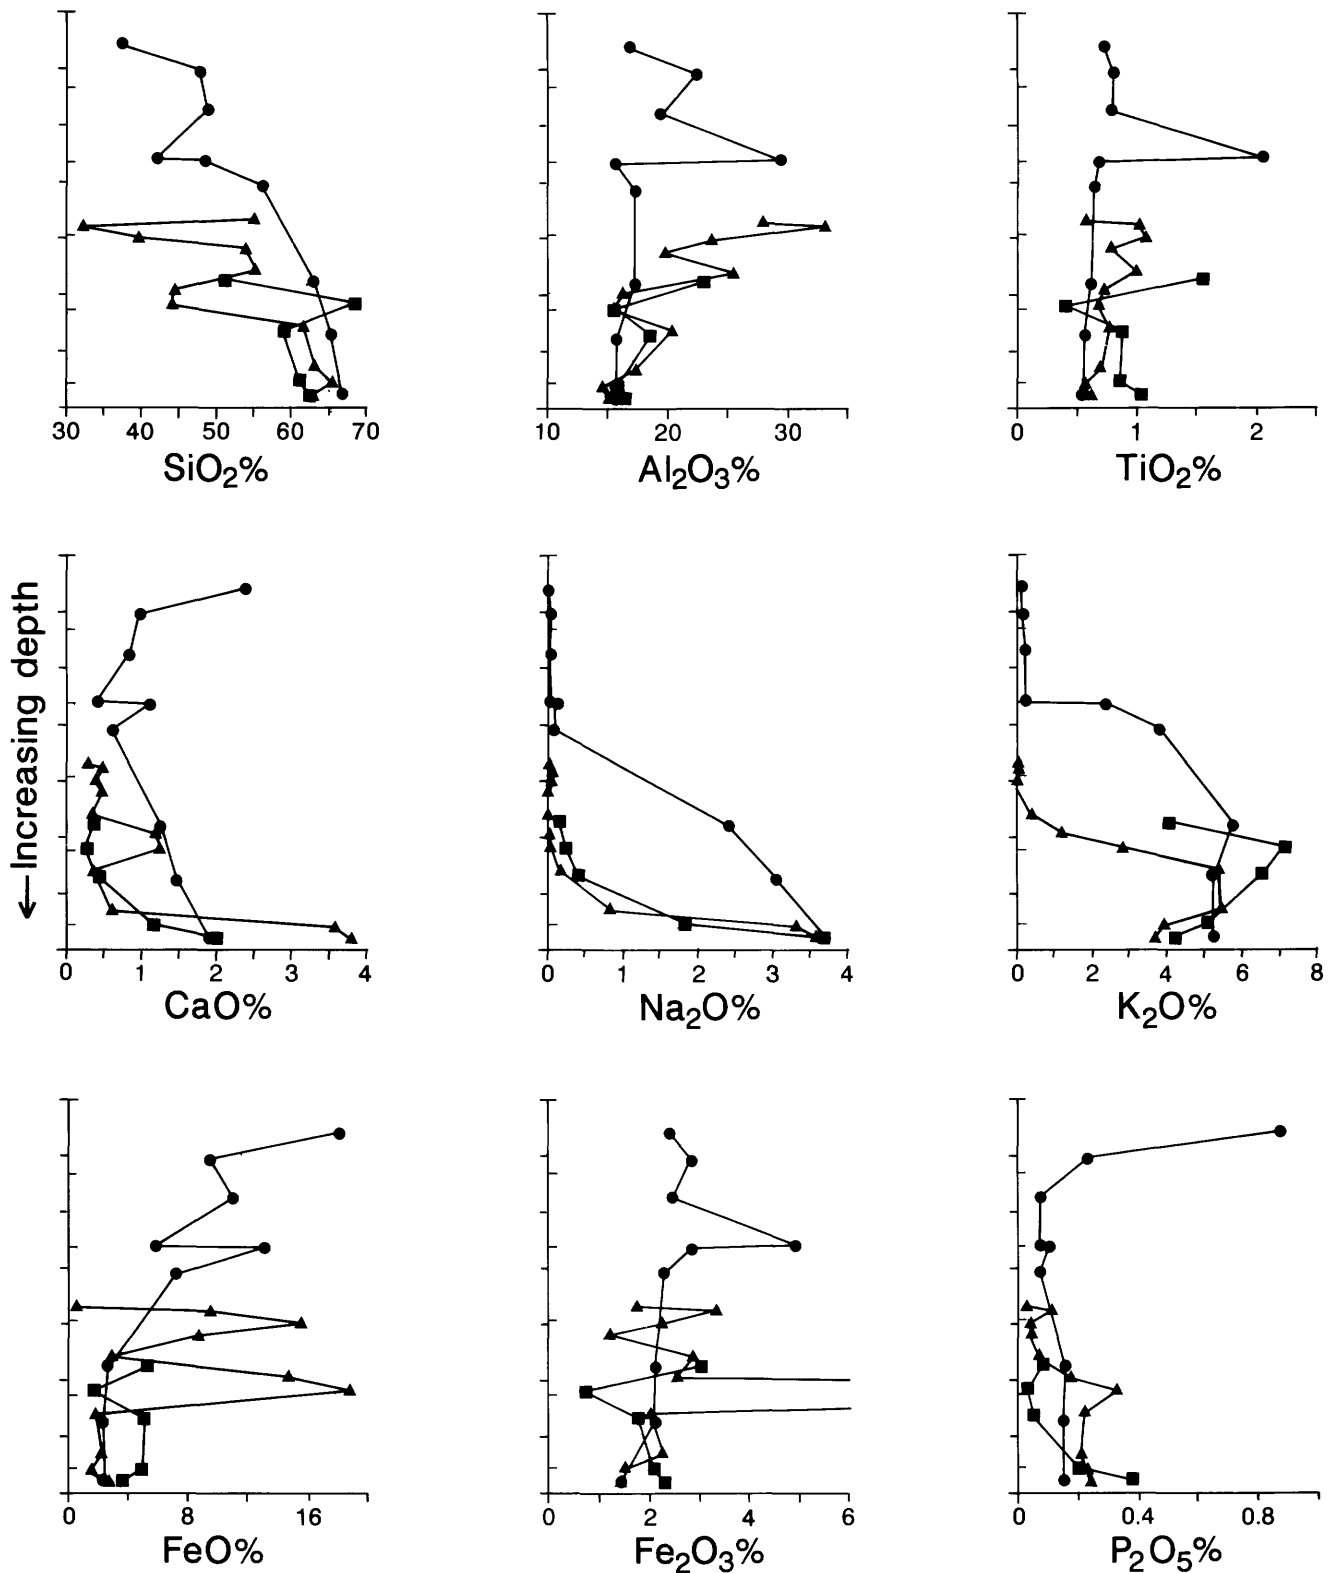 30 40 50 60 70
SiO₂%
10 20 30
Al₂O₃%
0 1 2
TiO₂%
←Increasing depth
0 1 2 3 4
CaO%
0 1 2 3 4
Na₂O%
0 2 4 6 8
K₂O%
0 8 16
FeO%
0 2 4 6
Fe₂O₃%
0 0.4 0.8
P₂O₅%